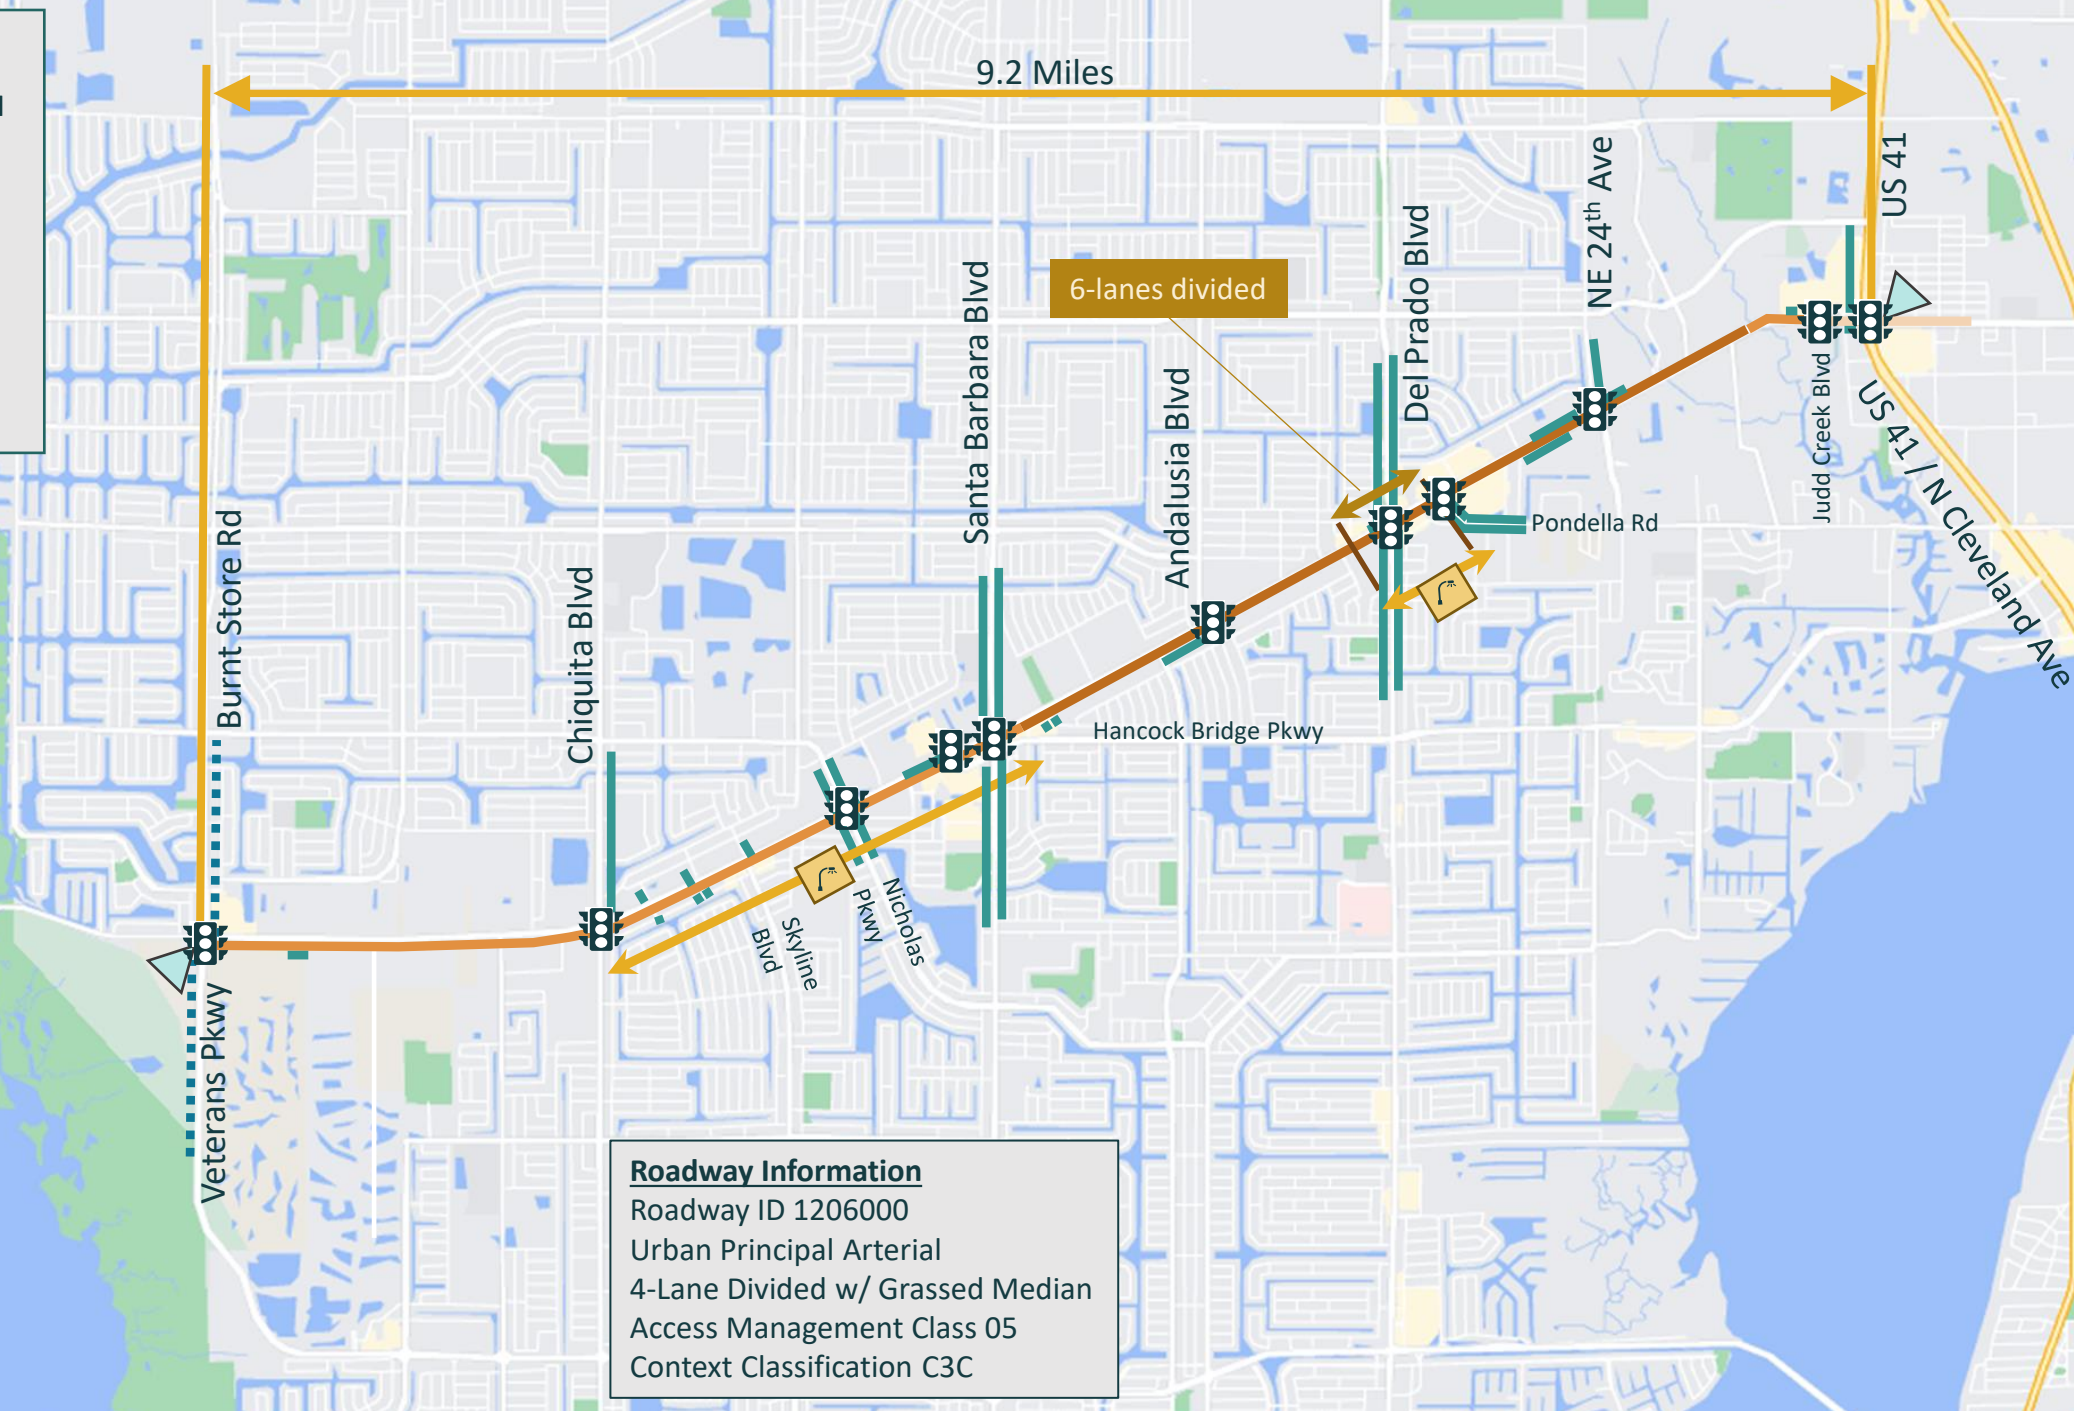 9.2 Miles
US 41
NE 24th Ave
6-lanes divided
Del Prado Blvd
Santa Barbara Blvd
Andalusia Blvd
Judd Creek Blvd
US 41 / N Cleveland Ave
Pondella Rd
Burnt Store Rd
Chiquita Blvd
Hancock Bridge Pkwy
Nicholas
Pkwy
Skyline
Blvd
Veterans Pkwy
Roadway Information
Roadway ID 1206000
Urban Principal Arterial
4-Lane Divided w/ Grassed Median
Access Management Class 05
Context Classification C3C